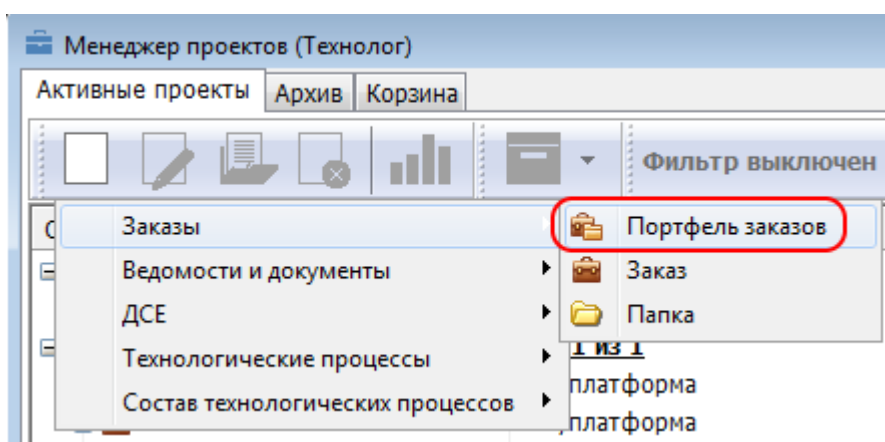 Менеджер проектов (Технолог)
Активные проекты Архив Корзина
Фильтр выключен
Заказы
Портфель заказов
Ведомости и документы
Заказ
ДСЕ
Папка
Технологические процессы
1 из 1
платформа
Состав технологических процессов
платформа